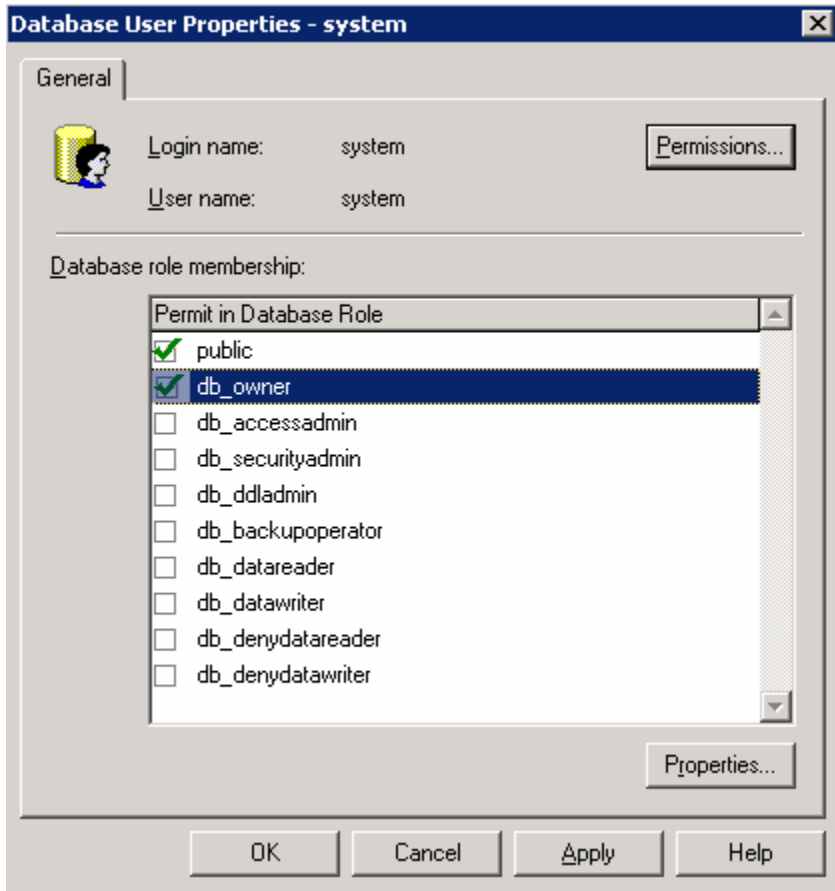 Database User Properties - system
General
Login name: system Permissions...
User name: system
Database role membership:
Permit in Database Role
public
db_owner
db_accessadmin
db_securityadmin
db_ddladmin
db_backupoperator
db_datareader
db_datawriter
db_denydatareader
db_denydatawriter
Properties...
OK Cancel Apply Help